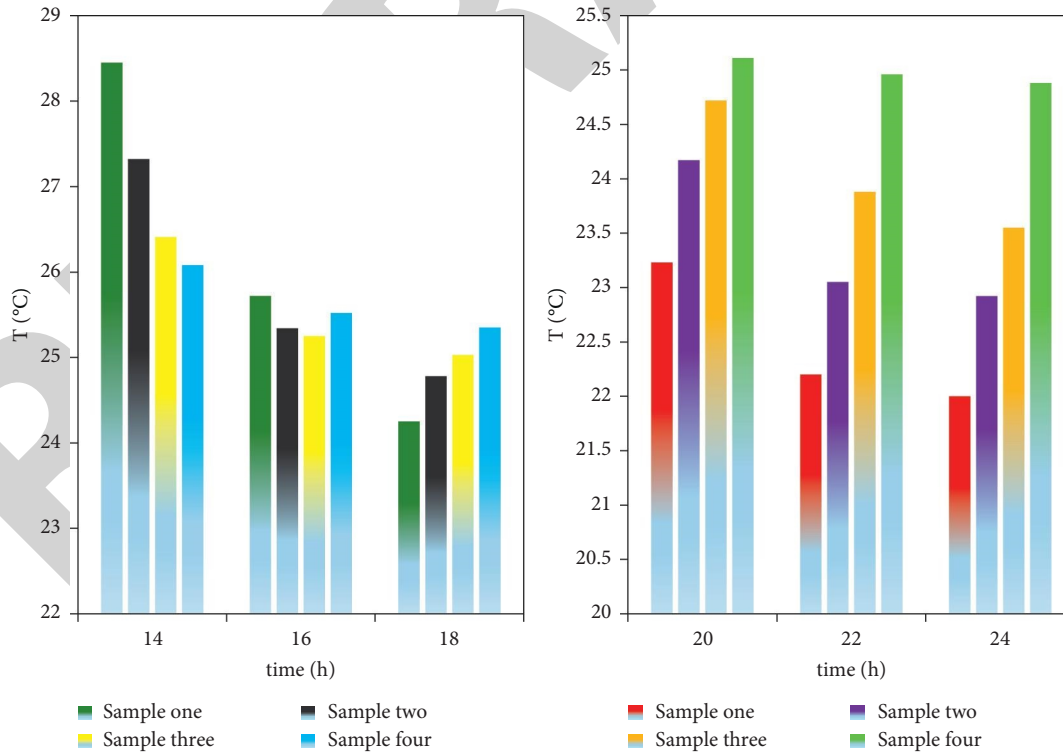 29
28
27
26
25
24
23
22
T (°C)
14 16 18
time (h)
Sample one Sample two
Sample three Sample four
25.5
25
24.5
24
23.5
23
22.5
22
21.5
21
20.5
20
T (°C)
20 22 24
time (h)
Sample one Sample two
Sample three Sample four